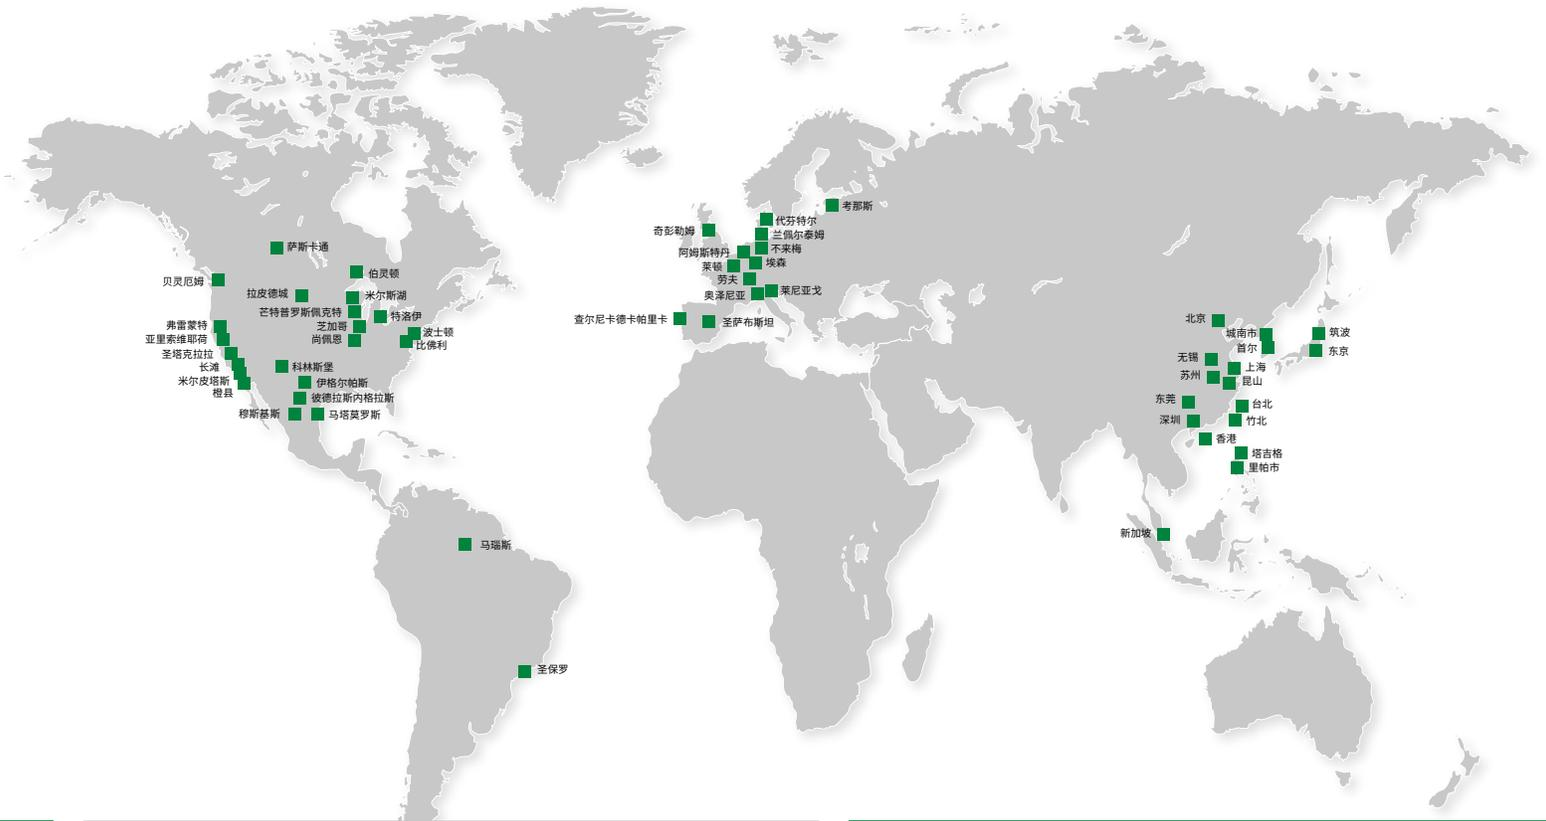 萨斯卡通
贝灵厄姆
伯灵顿
拉皮德城
米尔斯湖
芒特普罗斯佩克特
特洛伊
弗雷蒙特
芝加哥
波士顿
亚里索维耶荷
尚佩恩
比佛利
圣塔克拉拉
长滩
科林斯堡
米尔皮塔斯
伊格尔帕斯
橙县
彼德拉斯内格拉斯
穆斯基斯
马塔莫罗斯
马瑙斯
圣保罗
考那斯
代芬特尔
奇彭勒姆
兰佩尔泰姆
阿姆斯特丹
不来梅
莱顿
埃森
劳夫
奥泽尼亚
莱尼亚戈
查尔尼卡德卡帕里卡
圣萨布斯坦
北京
城南市
筑波
首尔
东京
无锡
上海
苏州
昆山
东莞
台北
深圳
竹北
香港
塔吉格
里帕市
新加坡